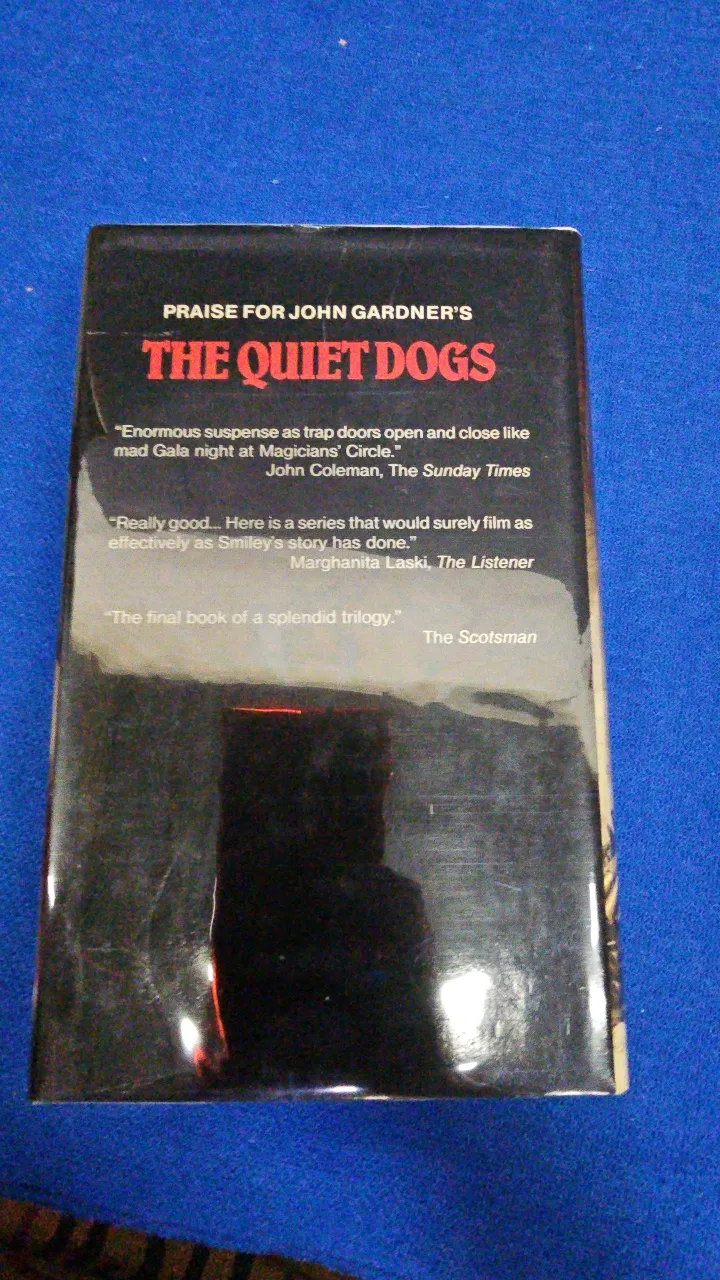 PRAISE FOR JOHN GARDNER'S
THE QUIET DOGS
“Enormous suspense as trap doors open and close like
mad Gala night at Magicians’ Circle.”
John Coleman, The Sunday Times
“Really good... Here is a series that would surely film as
effectively as Smiley’s story has done.”
Marghanita Laski, The Listener
“The final book of a splendid trilogy.”
The Scotsman